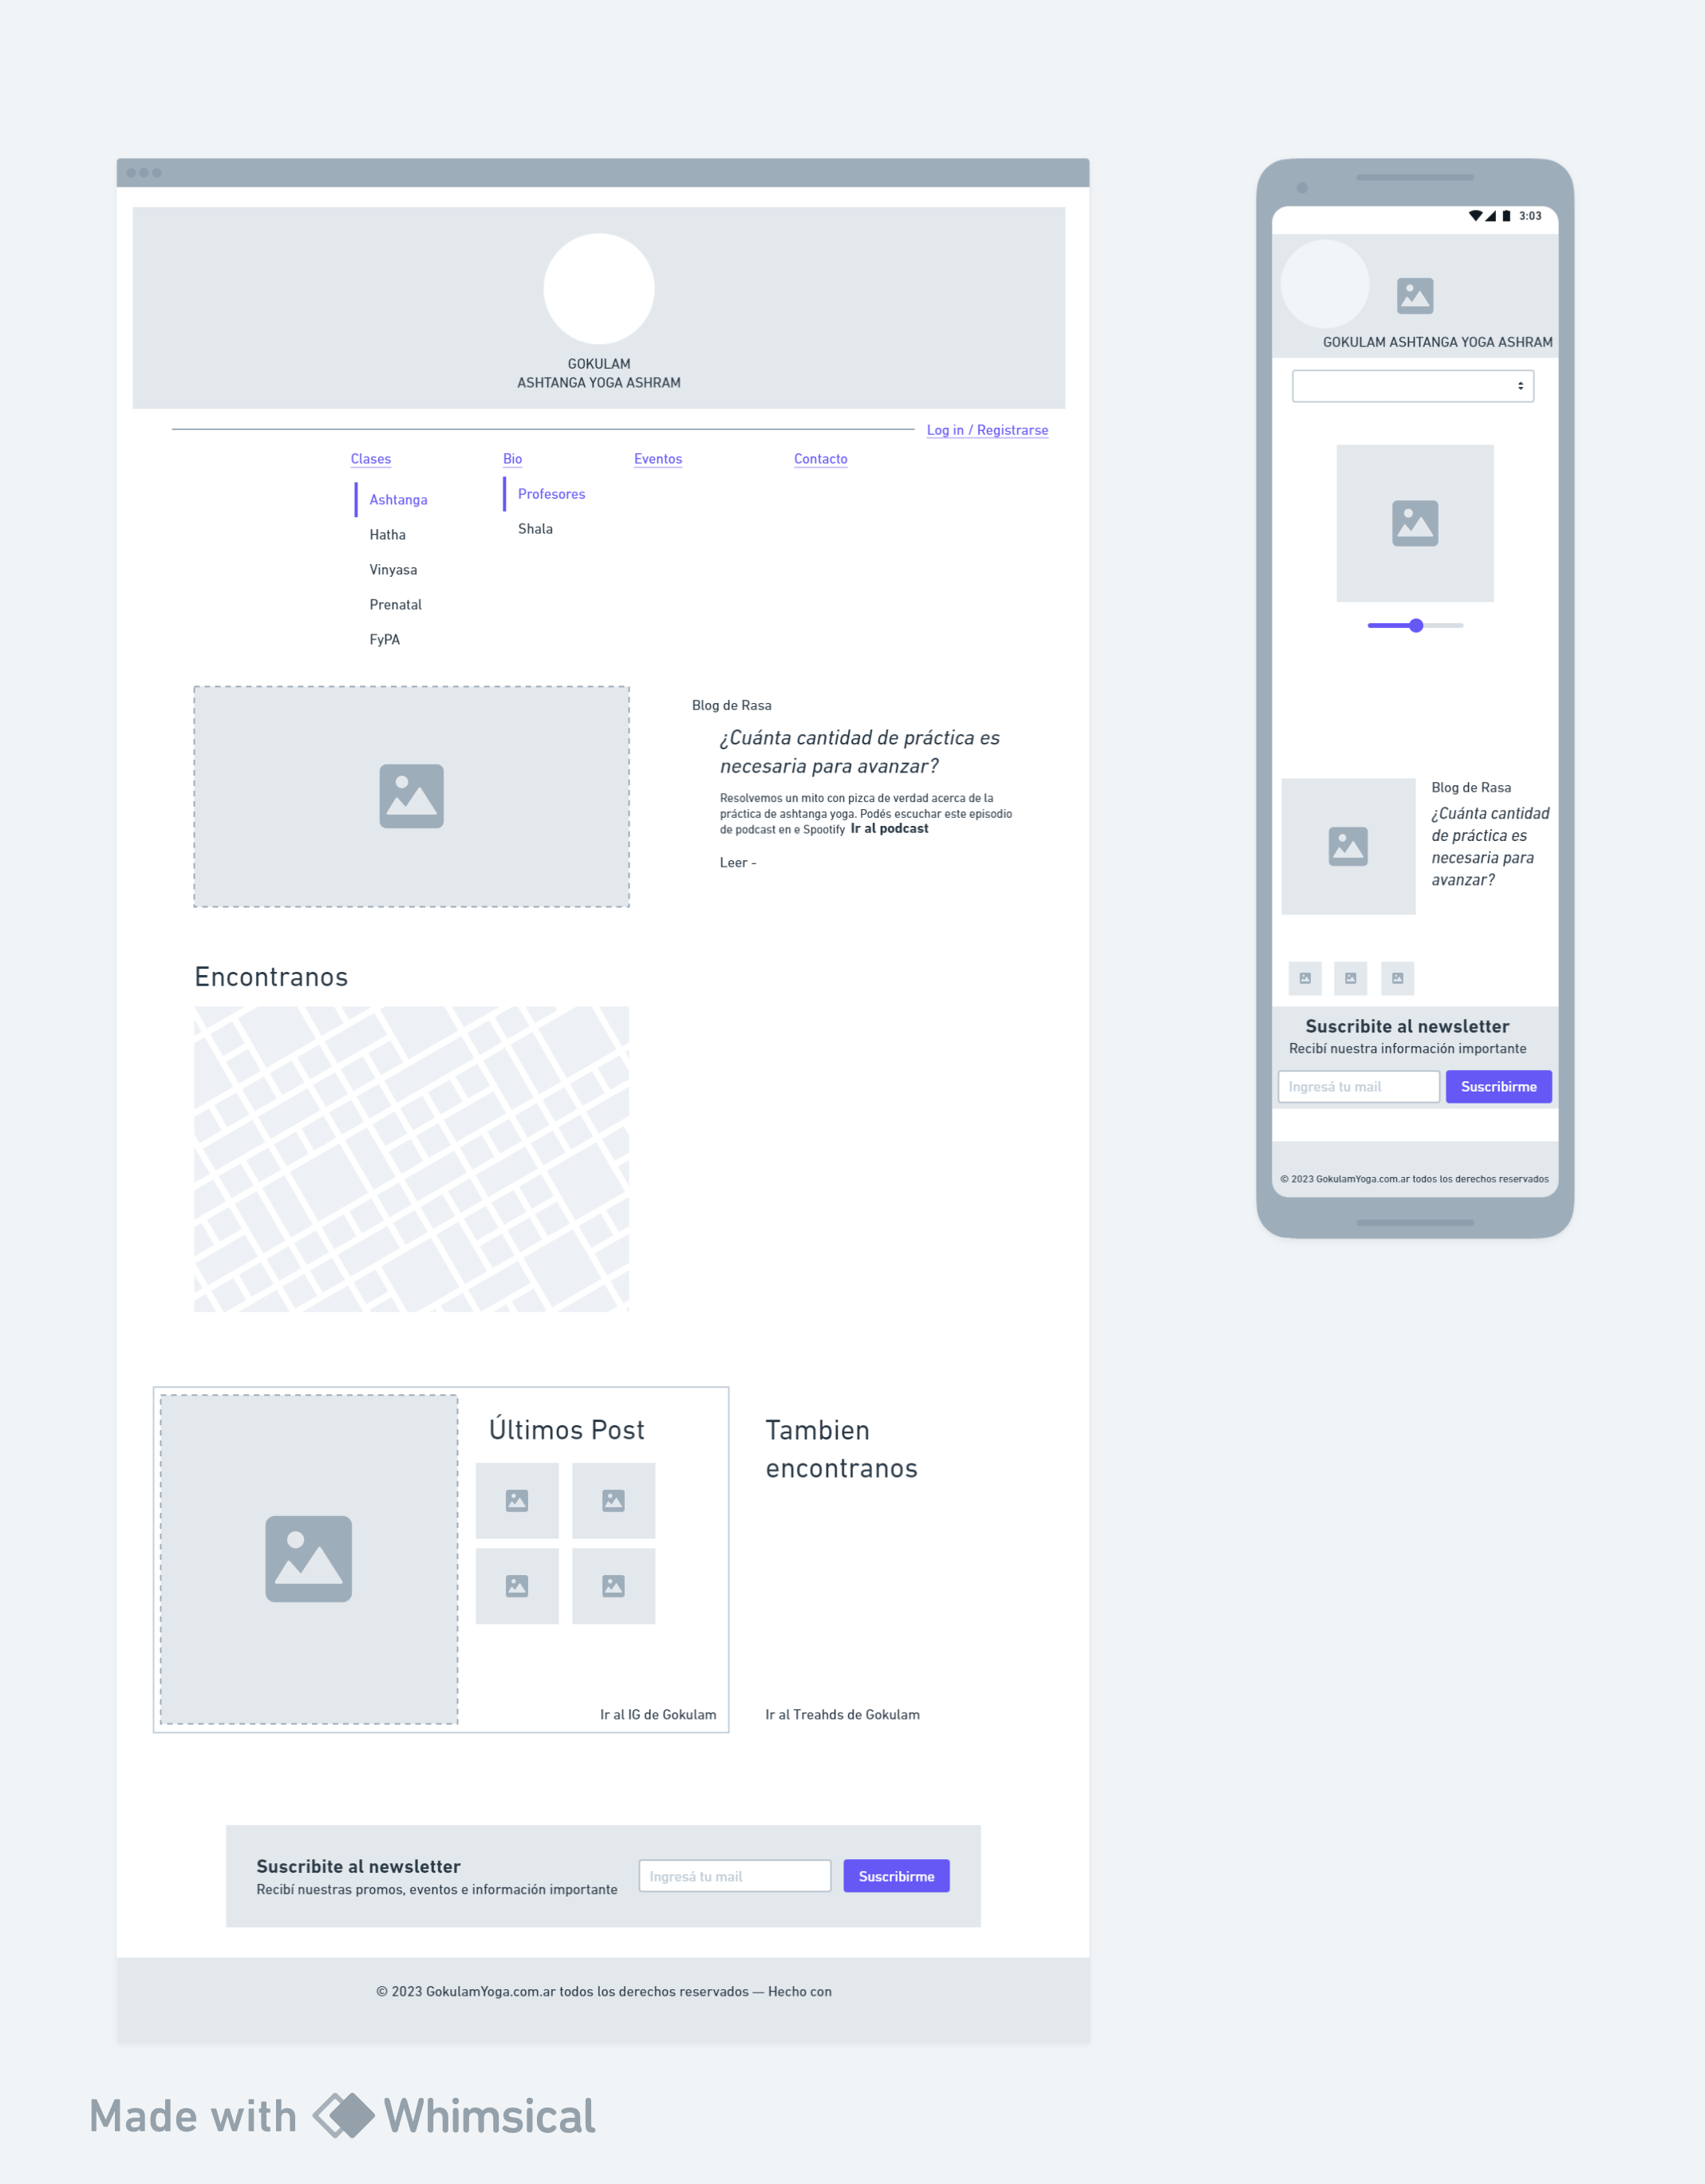 GOKULAM
ASHTANGA YOGA ASHRAM
Log in / Registrarse
Clases
Bio
Eventos
Contacto
Ashtanga
Hatha
Vinyasa
Prenatal
FyPA
Profesores
Shala
Blog de Rasa
¿Cuánta cantidad de práctica es
necesaria para avanzar?
Resolvemos un mito con pizca de verdad acerca de la
práctica de ashtanga yoga. Podés escuchar este episodio
de podcast en e Spootify Ir al podcast
Leer -
Encontranos
Últimos Post
Ir al IG de Gokulam
Tambien
encontranos
Ir al Treahds de Gokulam
Suscribite al newsletter
Recibí nuestras promos, eventos e información importante
Ingresá tu mail
Suscribirme
© 2023 GokulamYoga.com.ar todos los derechos reservados — Hecho con
3:03
GOKULAM ASHTANGA YOGA ASHRAM
Blog de Rasa
¿Cuánta cantidad
de práctica es
necesaria para
avanzar?
Suscribite al newsletter
Recibí nuestra información importante
Ingresá tu mail
Suscribirme
© 2023 GokulamYoga.com.ar todos los derechos reservados
Made with Whimsical